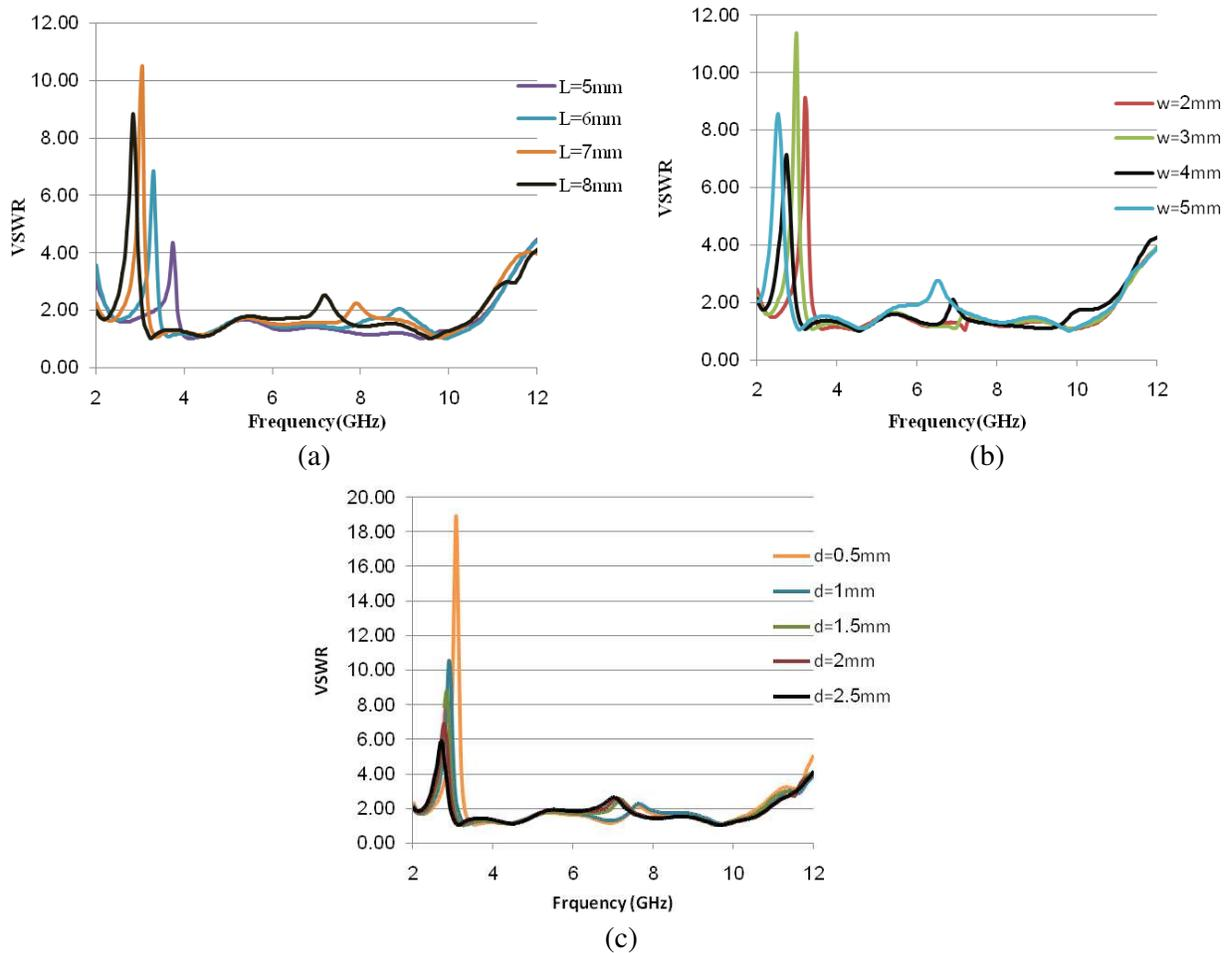 12.00
10.00
8.00
6.00
4.00
2.00
0.00
VSWR
2 4 6 8 10 12
Frequency(GHz)
L=5mm
L=6mm
L=7mm
L=8mm
(a)
12.00
10.00
8.00
6.00
4.00
2.00
0.00
VSWR
2 4 6 8 10 12
Frequency(GHz)
w=2mm
w=3mm
w=4mm
w=5mm
(b)
20.00
18.00
16.00
14.00
12.00
10.00
8.00
6.00
4.00
2.00
0.00
VSWR
2 4 6 8 10 12
Frquency (GHz)
d=0.5mm
d=1mm
d=1.5mm
d=2mm
d=2.5mm
(c)